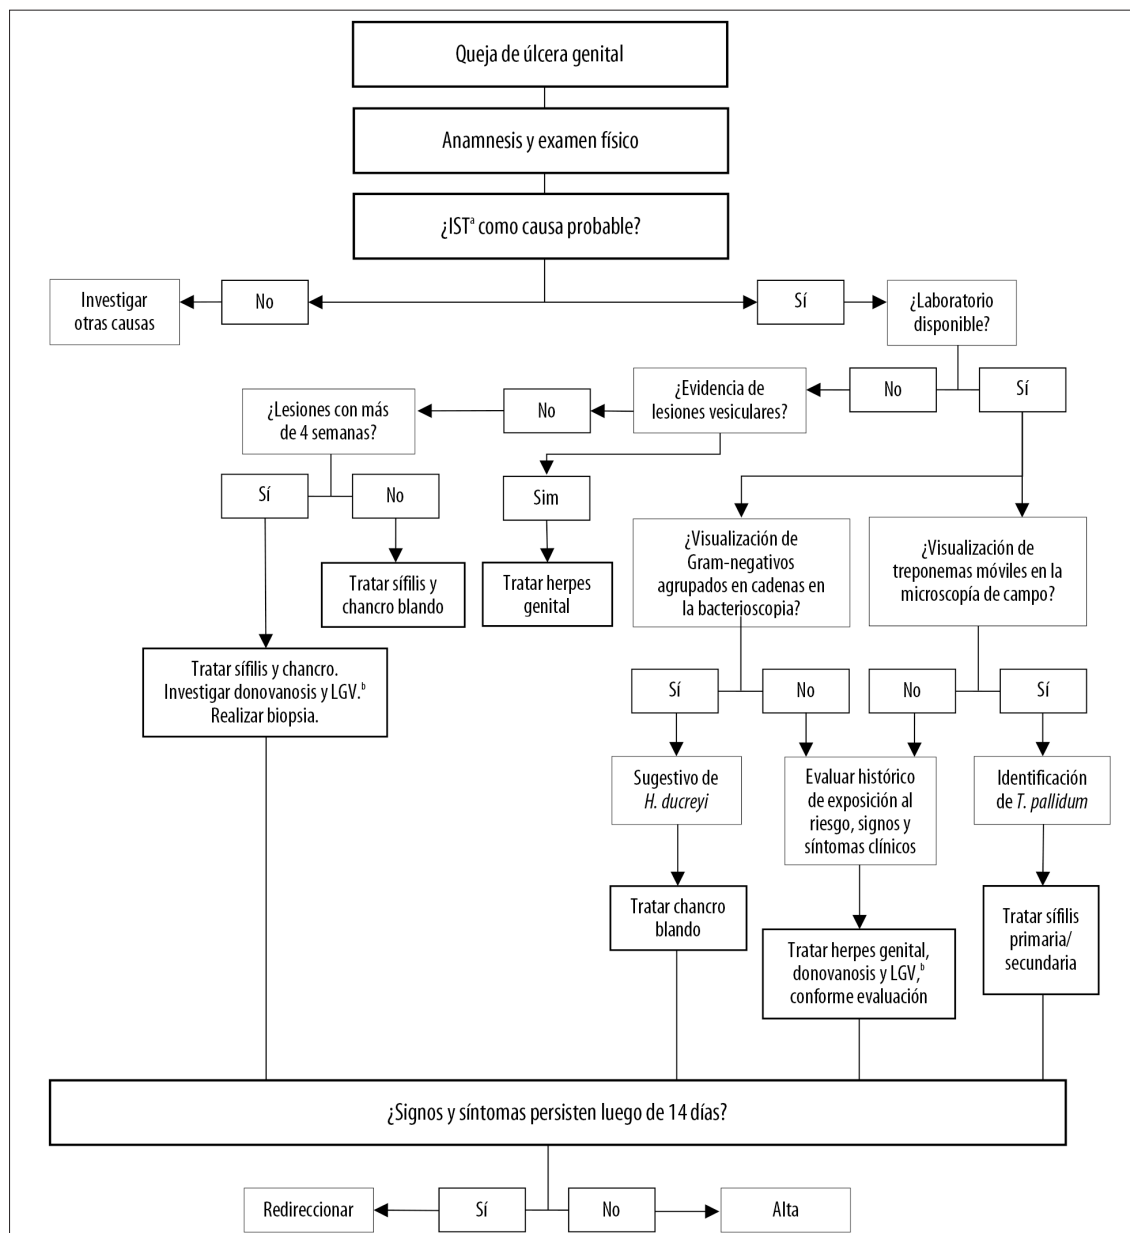 Queja de úlcera genital
Anamnesis y examen físico
¿ISTª como causa probable?
Investigar
otras causas
No
Sí
¿Laboratorio
disponible?
No
Sí
¿Evidencia de
lesiones vesiculares?
No
¿Lesiones con más
de 4 semanas?
Sí
No
Sim
Tratar sífilis y
chancro blando
Tratar herpes
genital
¿Visualización de
Gram-negativos
agrupados en cadenas en
la bacterioscopia?
¿Visualización de
treponemas móviles en la
microscopía de campo?
Tratar sífilis y chancro.
Investigar donovanosis y LGV.ᵇ
Realizar biopsia.
Sí
No
No
Sí
Sugestivo de
H. ducreyi
Evaluar histórico
de exposición al
riesgo, signos y
síntomas clínicos
Identificación
de T. pallidum
Tratar chancro
blando
Tratar herpes genital,
donovanosis y LGV,ᵇ
conforme evaluación
Tratar sífilis
primaria/
secundaria
¿Signos y síntomas persisten luego de 14 días?
Redireccionar
Sí
No
Alta